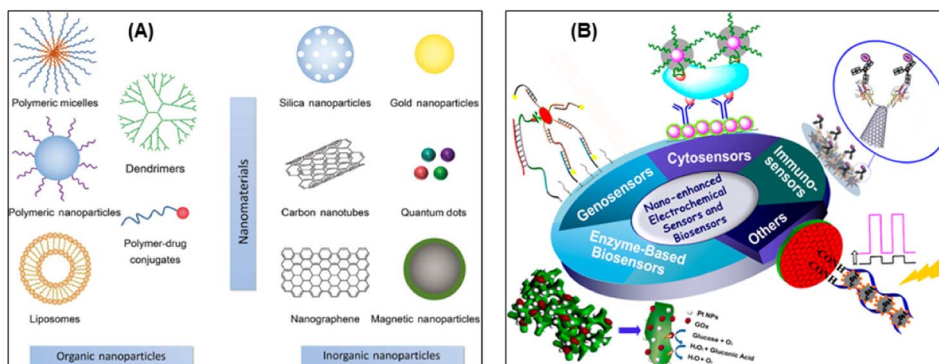 (A)
Polymeric micelles
Dendrimers
Polymeric nanoparticles
Polymer-drug
conjugates
Liposomes
Organic nanoparticles
Nanomaterials
Silica nanoparticles
Gold nanoparticles
Carbon nanotubes
Quantum dots
Nanographene
Magnetic nanoparticles
Inorganic nanoparticles
(B)
Genosensors
Cytosensors
Immuno-
sensors
Others
Enzyme-Based
Biosensors
Nano-enhanced
Electrochemical
Sensors and
Biosensors
CONH
CONH
Pt NPs
GOx
Glucose + O₂
H₂O₂ + Gluconic Acid
H₂O + O₂